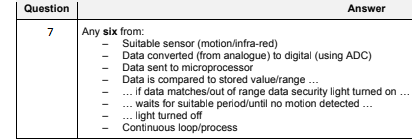 Question Answer
7 Any six from:
– Suitable sensor (motion/infra-red)
– Data converted (from analogue) to digital (using ADC)
– Data sent to microprocessor
– Data is compared to stored value/range …
– … if data matches/out of range data security light turned on …
– … waits for suitable period/until no motion detected …
– … light turned off
– Continuous loop/process